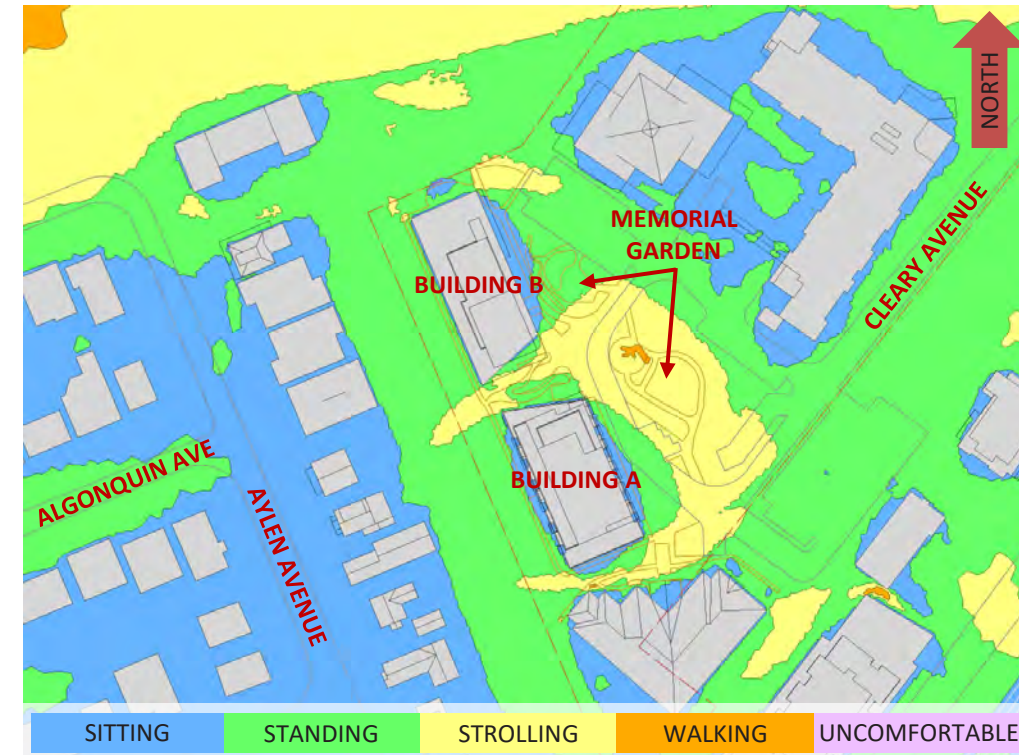 NORTH
MEMORIAL
GARDEN
BUILDING B
CLEARY AVENUE
ALGONQUIN AVE
BUILDING A
AYLEN AVENUE
SITTING
STANDING
STROLLING
WALKING
UNCOMFORTABLE